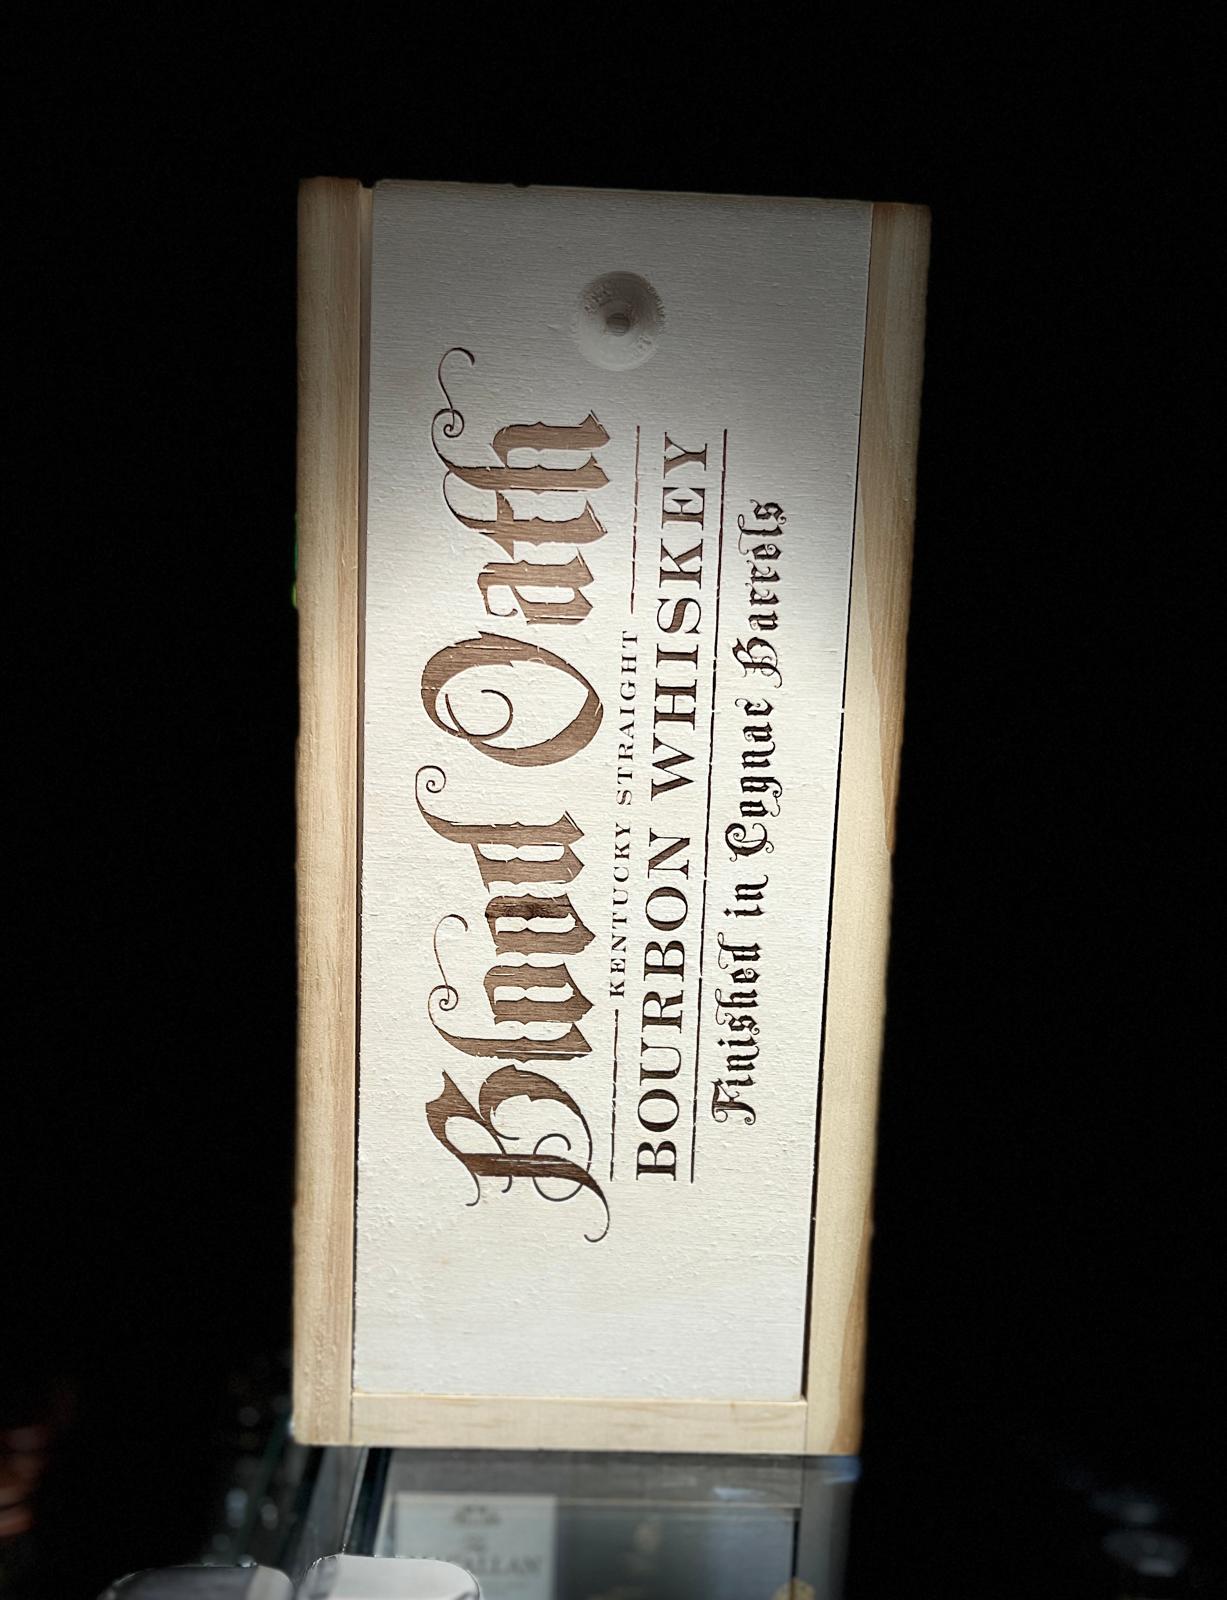 Blood Oath
KENTUCKY STRAIGHT
BOURBON WHISKEY
Finished in Cognac Barrels